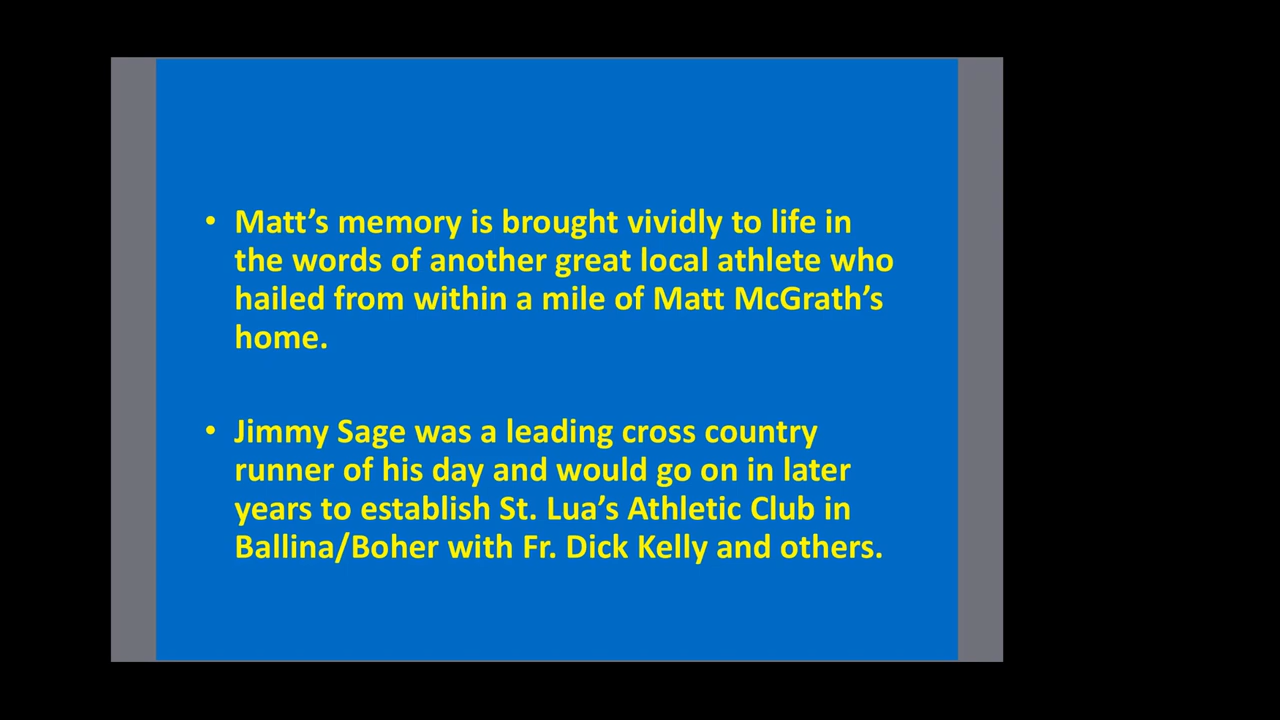 • Matt’s memory is brought vividly to life in
the words of another great local athlete who
hailed from within a mile of Matt McGrath’s
home.
• Jimmy Sage was a leading cross country
runner of his day and would go on in later
years to establish St. Lua’s Athletic Club in
Ballina/Boher with Fr. Dick Kelly and others.